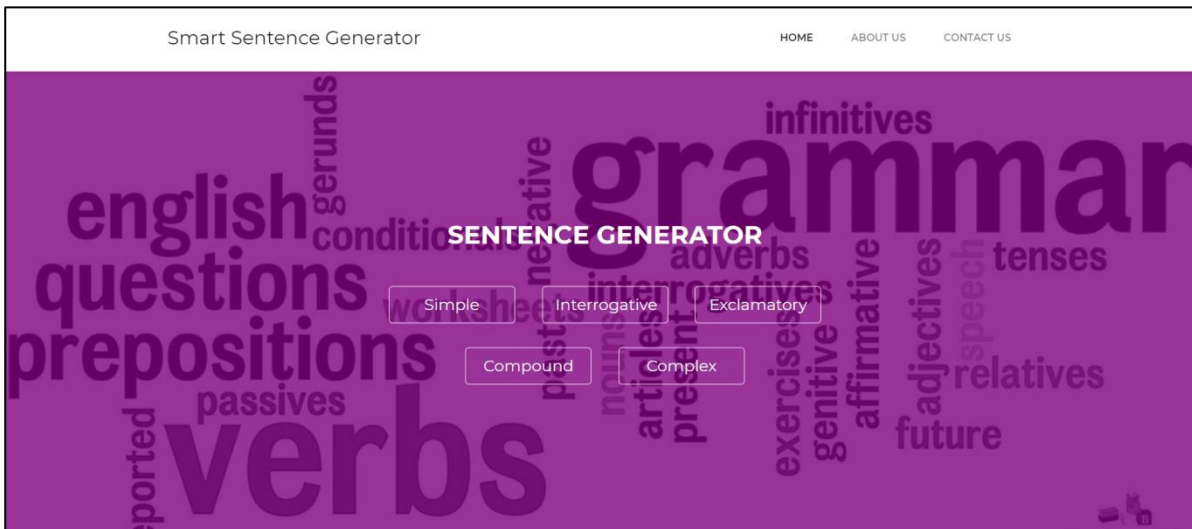 Smart Sentence Generator
HOME ABOUT US CONTACT US
infinitives
gerunds
grammar
negative
english
conditionals
SENTENCE GENERATOR
adverbs
tenses
questions
interrogatives
affirmative
adjectives
speech
worksheets
Simple Interrogative Exclamatory
prepositions
past
nouns
articles
present
exercises
genitive
Compound Complex
relatives
passives
verbs
future
reported
B